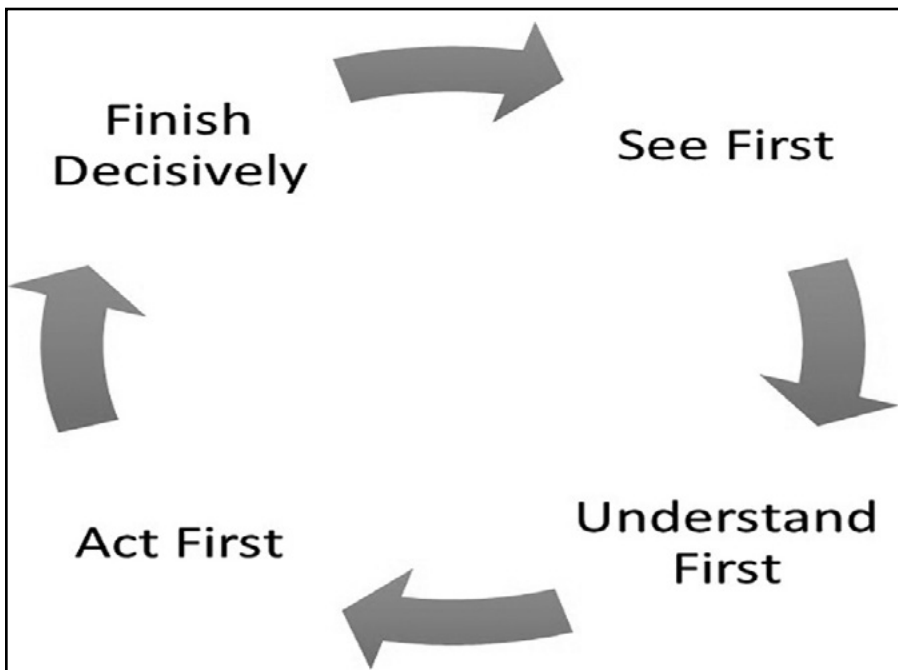 Finish
Decisively
See First
Understand
First
Act First